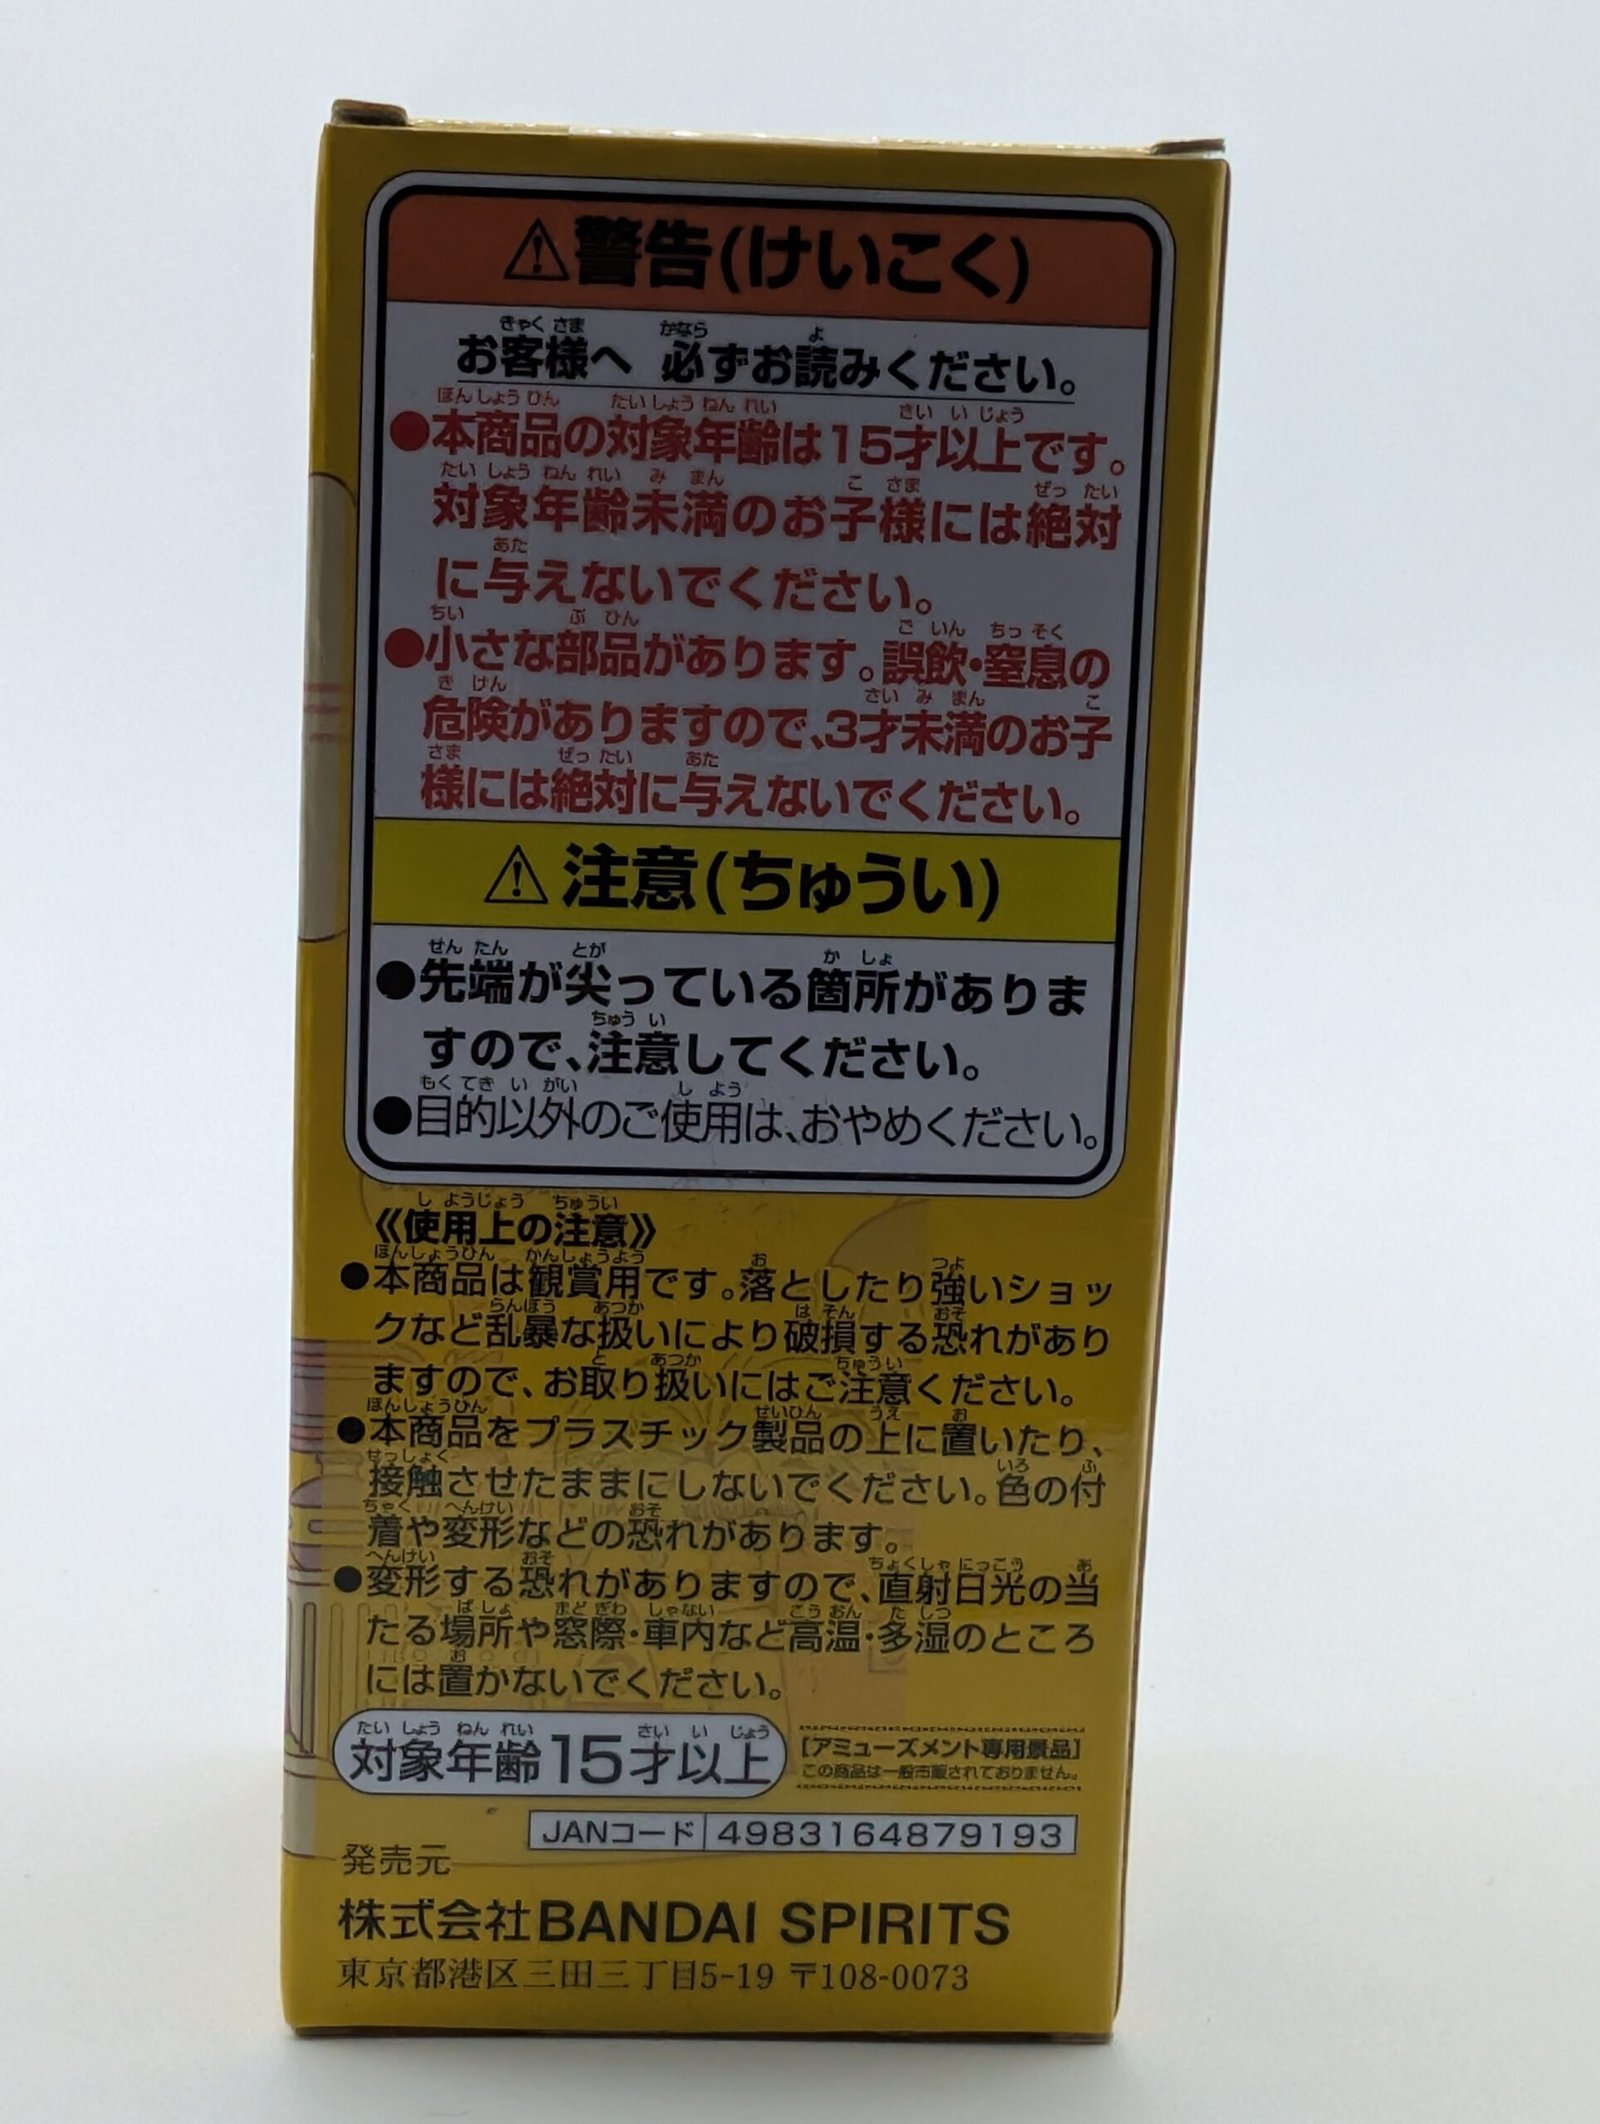 ⚠警告(けいこく)
お客様へ 必ずお読みください。
●本商品の対象年齢は15才以上です。
対象年齢未満のお子様には絶対
に与えないでください。
●小さな部品があります。誤飲・窒息の
危険がありますので、3才未満のお子
様には絶対に与えないでください。
⚠注意(ちゅうい)
●先端が尖っている箇所がありま
すので、注意してください。
●目的以外のご使用は、おやめください。
《使用上の注意》
●本商品は観賞用です。落としたり強いショッ
クなど乱暴な扱いにより破損する恐れがあり
ますので、お取り扱いにはご注意ください。
●本商品をプラスチック製品の上に置いたり、
接触させたままにしないでください。色の付
着や変形などの恐れがあります。
●変形する恐れがありますので、直射日光の当
たる場所や窓際・車内など高温・多湿のところ
には置かないでください。
対象年齢15才以上
[アミューズメント専用景品]
この商品は一般市販されておりません。
JANコード 4983164879193
発売元
株式会社BANDAI SPIRITS
東京都港区三田三丁目5-19 〒108-0073